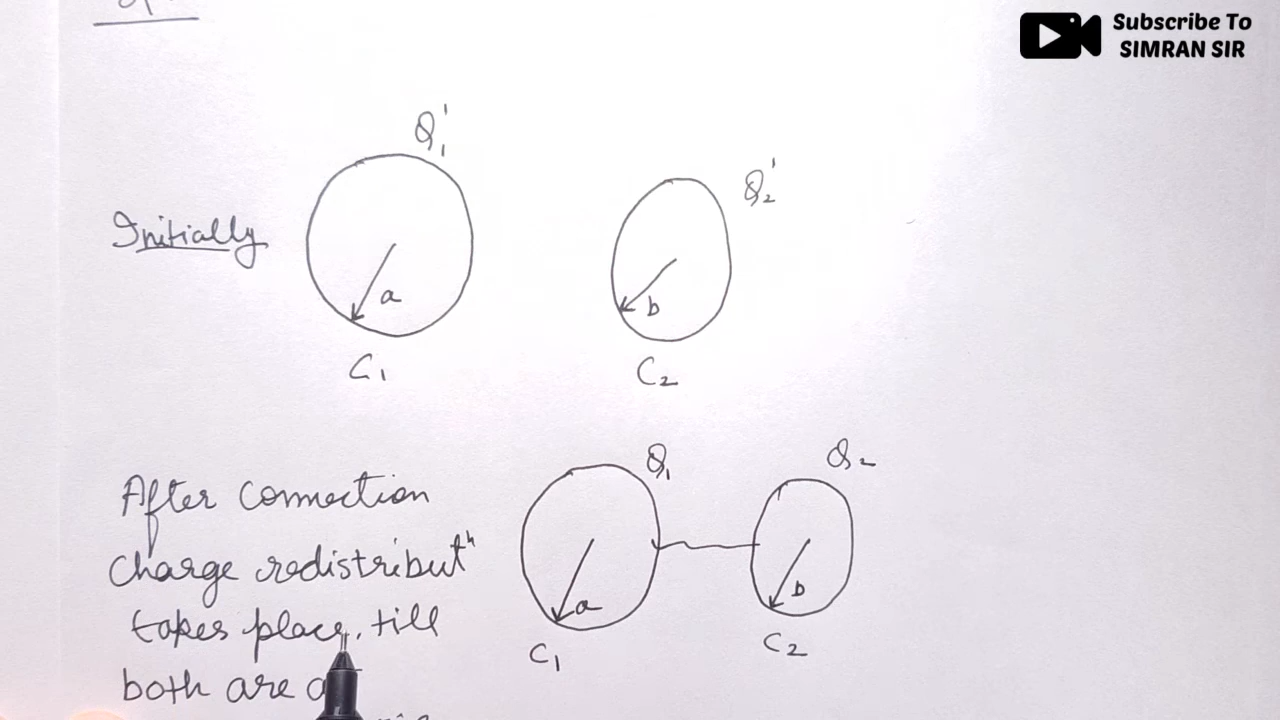 Subscribe To
SIMRAN SIR
Q₁'
Q₂'
Initially
a
b
C₁
C₂
Q₁
Q₂
After connection
charge redistributⁿ
takes place, till
both are
a
b
C₁
C₂